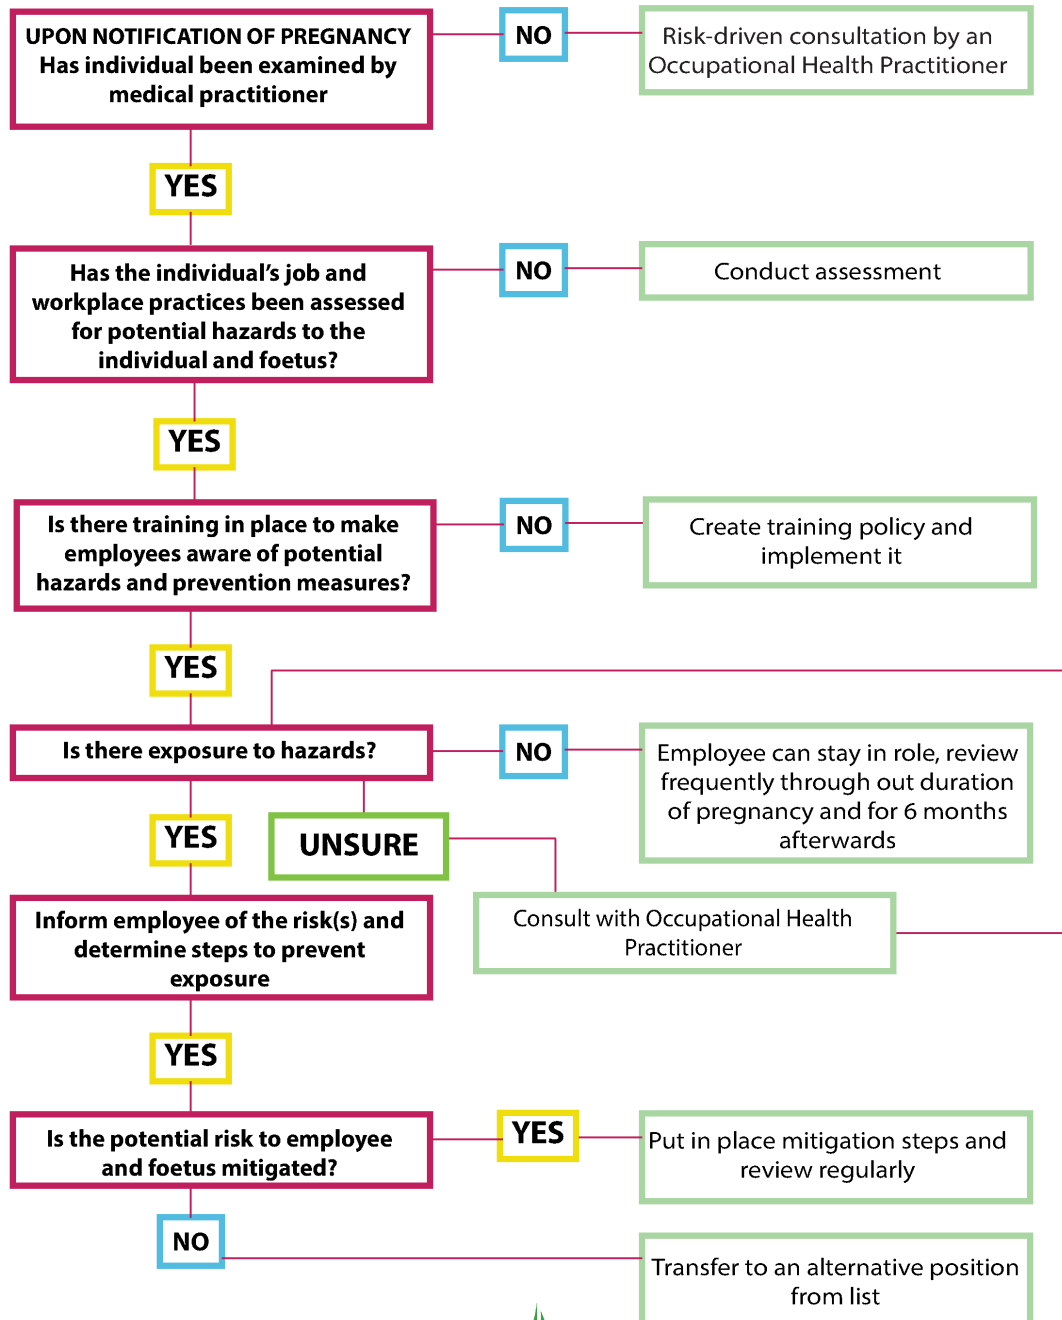 UPON NOTIFICATION OF PREGNANCY
Has individual been examined by
medical practitioner
NO
Risk-driven consultation by an
Occupational Health Practitioner
YES
Has the individual’s job and
workplace practices been assessed
for potential hazards to the
individual and foetus?
NO
Conduct assessment
YES
Is there training in place to make
employees aware of potential
hazards and prevention measures?
NO
Create training policy and
implement it
YES
Is there exposure to hazards?
NO
Employee can stay in role, review
frequently through out duration
of pregnancy and for 6 months
afterwards
YES
UNSURE
Consult with Occupational Health
Practitioner
Inform employee of the risk(s) and
determine steps to prevent
exposure
YES
Is the potential risk to employee
and foetus mitigated?
YES
Put in place mitigation steps and
review regularly
NO
Transfer to an alternative position
from list